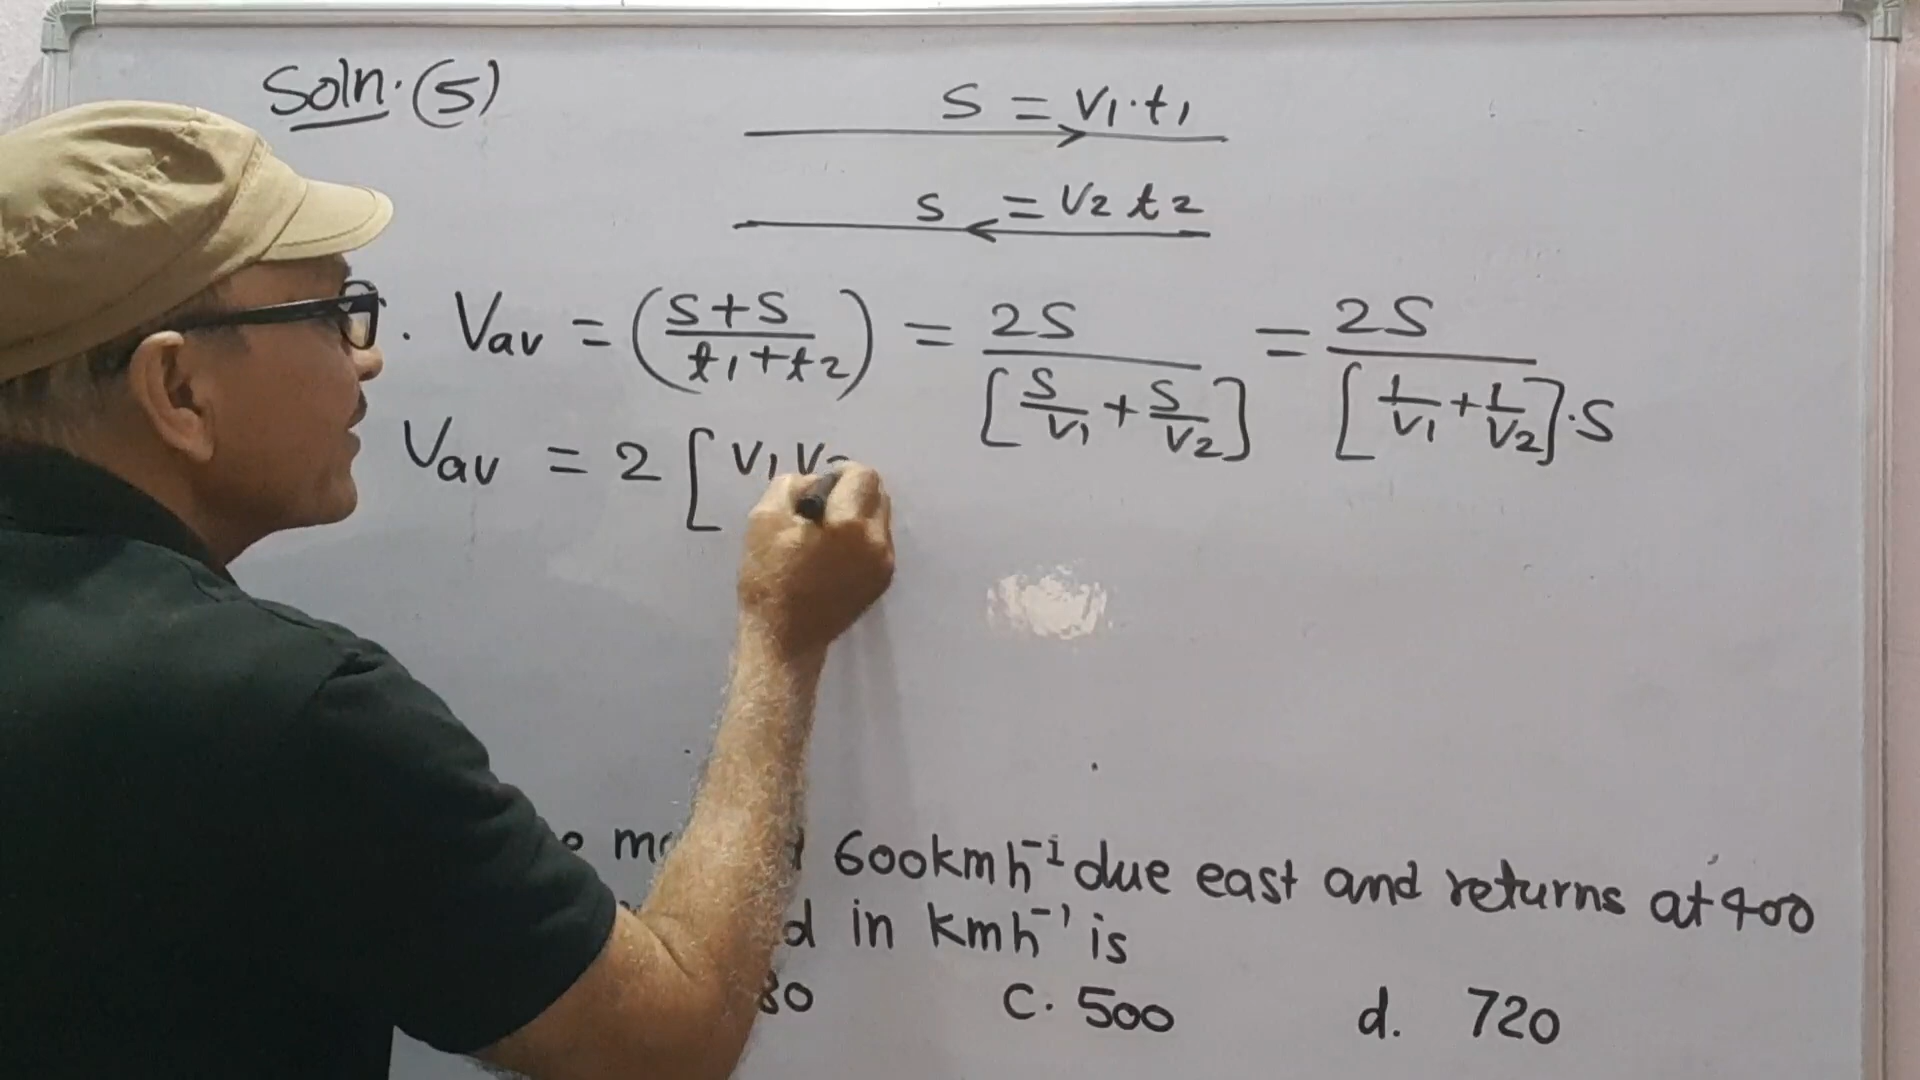 Soln. (5)
S = V1·t1
s = V2 t2
. Vav = (S+S / t1+t2) = 2S / [S/V1 + S/V2] = 2S / [1/V1 + 1/V2]·S
Vav = 2 [ V1 V2
600kmh⁻¹ due east and returns at 400
in kmh⁻¹ is
80 C. 500 d. 720